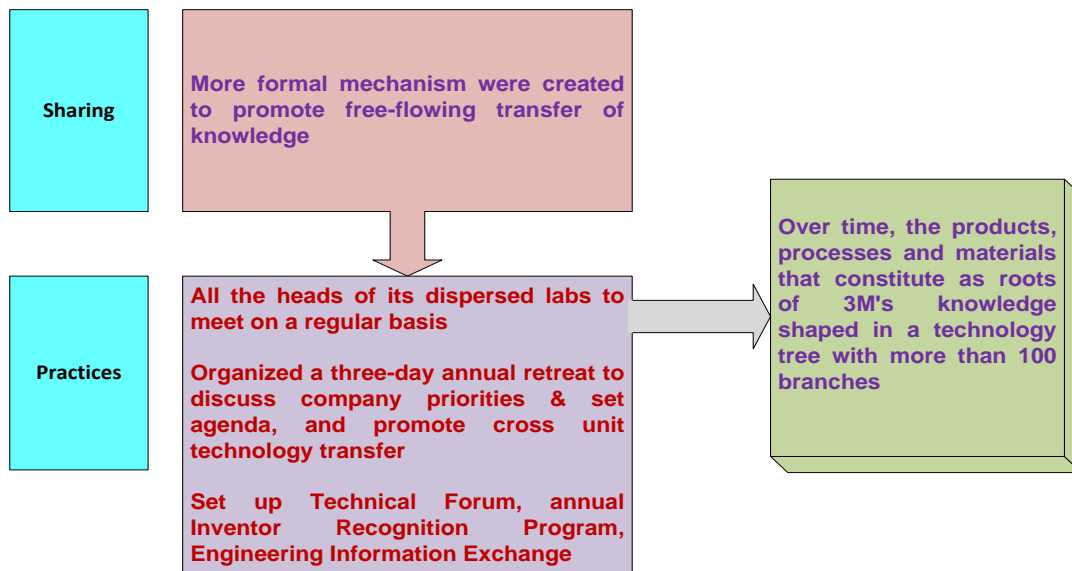 Sharing
More formal mechanism were created
to promote free-flowing transfer of
knowledge
Over time, the products,
processes and materials
that constitute as roots
of 3M's knowledge
shaped in a technology
tree with more than 100
branches
Practices
All the heads of its dispersed labs to
meet on a regular basis
Organized a three-day annual retreat to
discuss company priorities & set
agenda, and promote cross unit
technology transfer
Set up Technical Forum, annual
Inventor Recognition Program,
Engineering Information Exchange